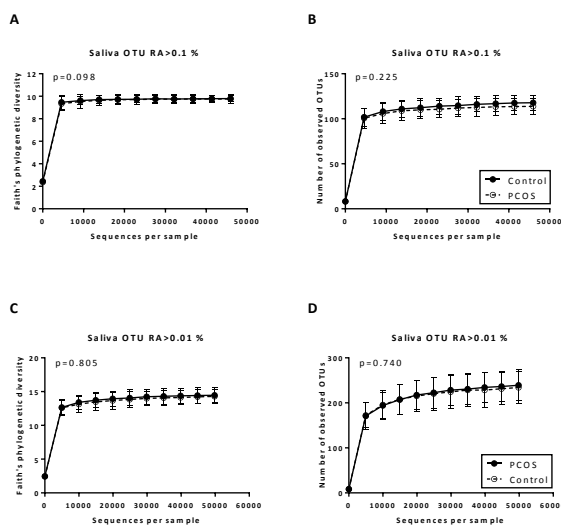 A
Saliva OTU RA>0.1 %
p=0.098
Faith's phylogenetic diversity
12
10
8
6
4
2
0
0 10000 20000 30000 40000 50000
Sequences per sample
B
Saliva OTU RA>0.1 %
p=0.225
Number of observed OTUs
150
100
50
0
0 10000 20000 30000 40000 50000
Sequences per sample
Control
PCOS
C
Saliva OTU RA>0.01 %
p=0.805
Faith's phylogenetic diversity
20
15
10
5
0
0 10000 20000 30000 40000 50000 60000
Sequences per sample
D
Saliva OTU RA>0.01 %
p=0.740
Number of observed OTUs
300
200
100
0
0 10000 20000 30000 40000 50000 60000
Sequences per sample
PCOS
Control